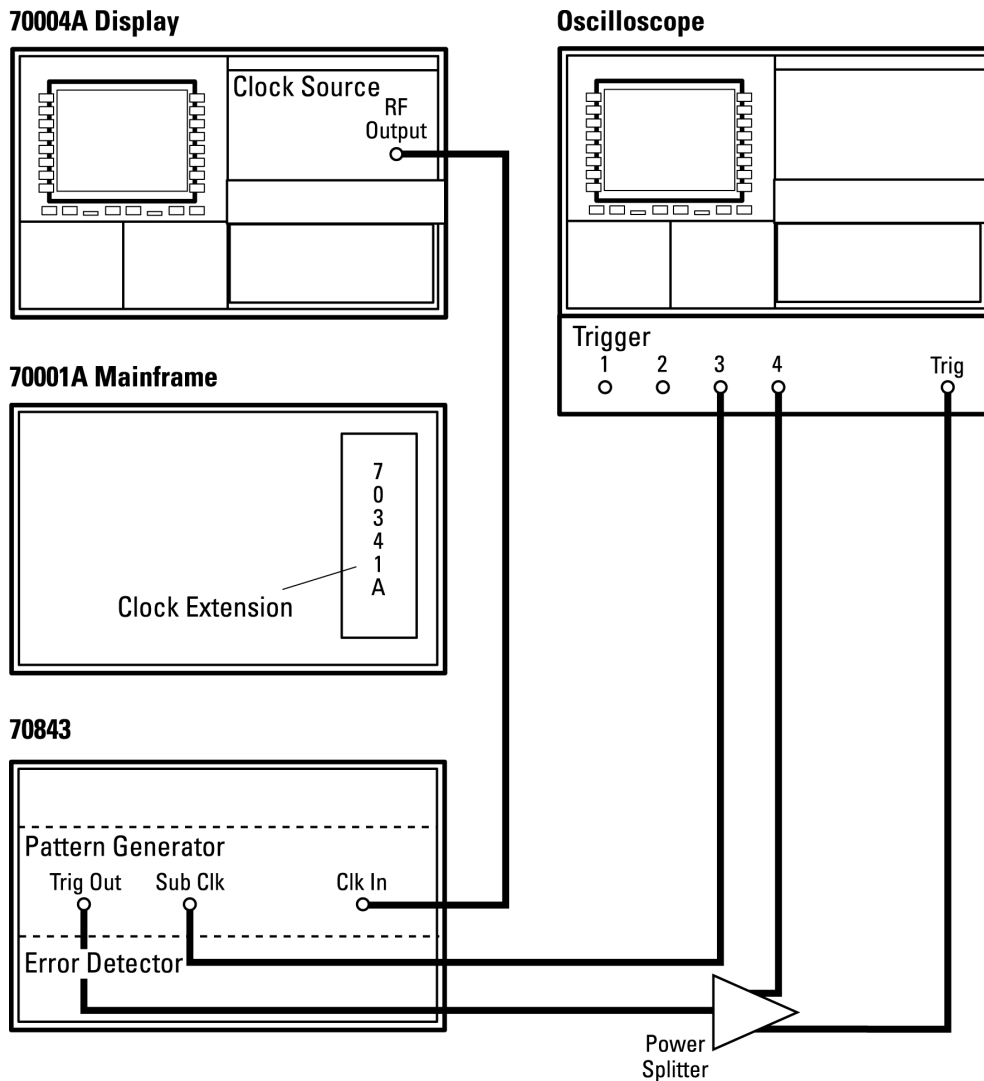 70004A Display
Oscilloscope
Clock Source
RF
Output
Trigger
1 2 3 4 Trig
70001A Mainframe
7
0
3
4
1
A
Clock Extension
70843
Pattern Generator
Trig Out Sub Clk Clk In
Error Detector
Power
Splitter